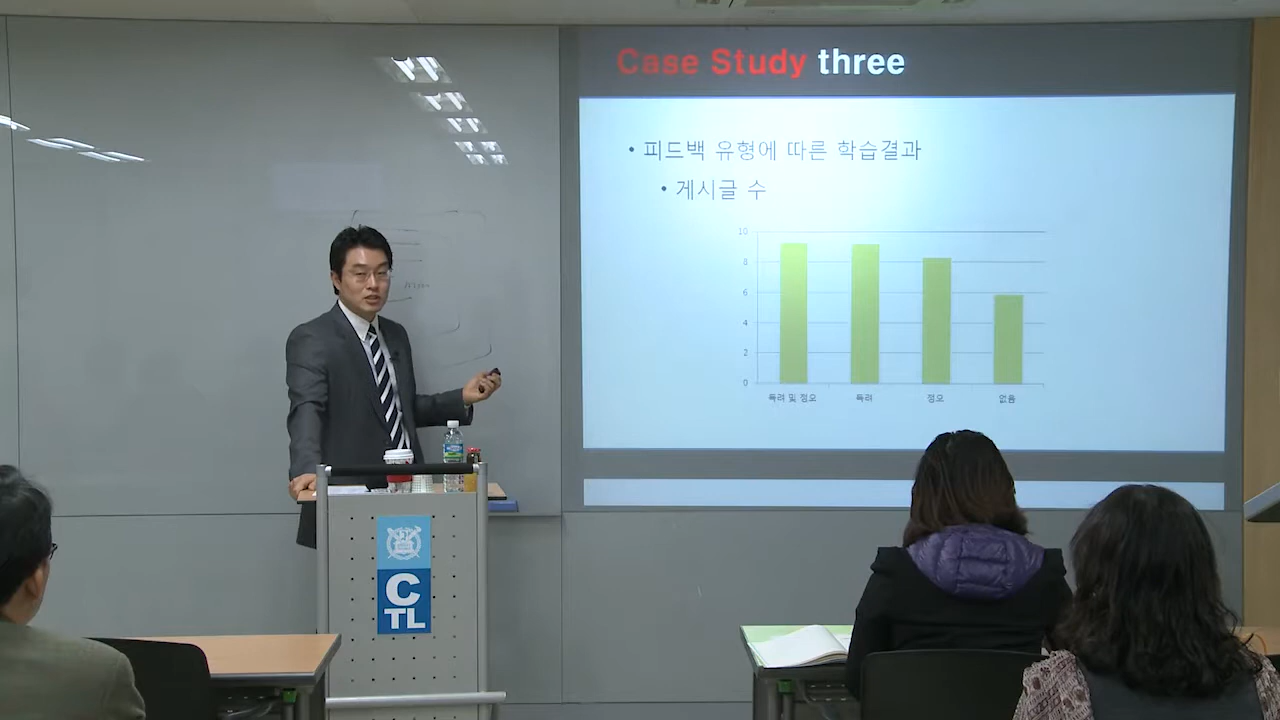 Case Study three
• 피드백 유형에 따른 학습결과
• 게시글 수
10
8
6
4
2
0
독려 및 정오
독려
정오
없음
C
TL